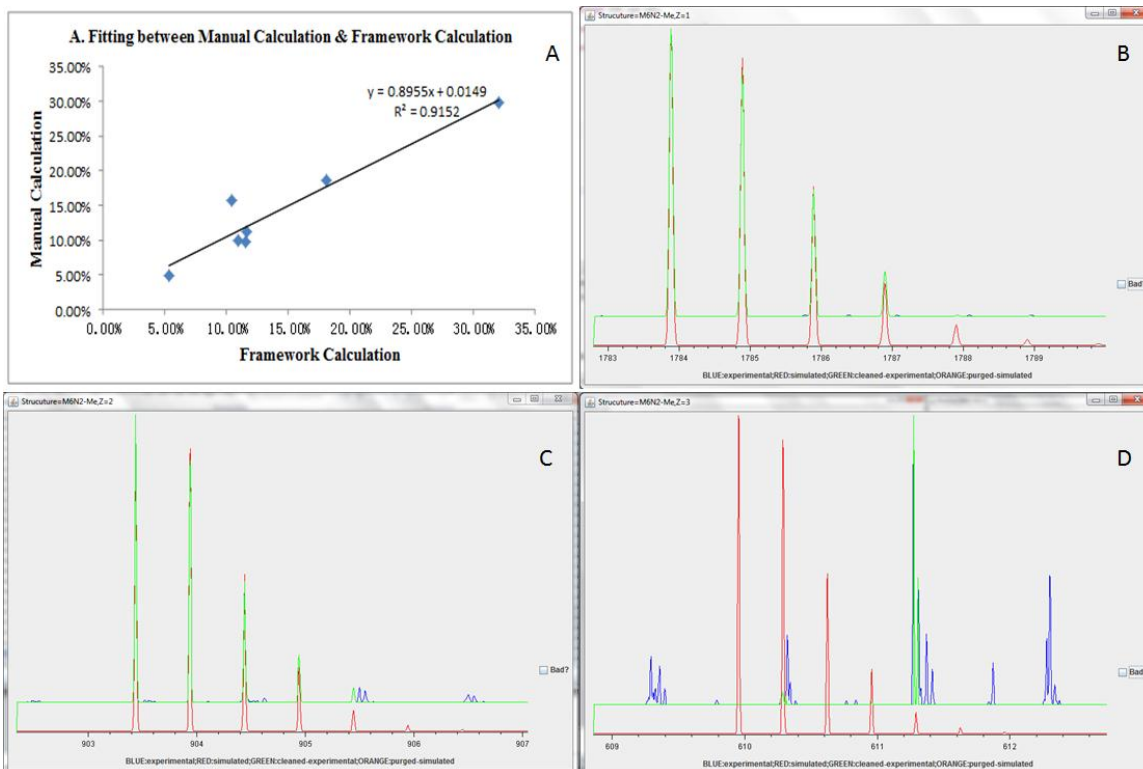 A. Fitting between Manual Calculation & Framework Calculation
A
35.00%
30.00%
25.00%
20.00%
15.00%
10.00%
5.00%
0.00%
Manual Calculation
y = 0.8955x + 0.0149
R² = 0.9152
0.00% 5.00% 10.00% 15.00% 20.00% 25.00% 30.00% 35.00%
Framework Calculation
Strucuture=M6N2-Me,Z=1
B
Bad
1783 1784 1785 1786 1787 1788 1789
BLUE:experimental;RED:simulated;GREEN:cleaned-experimental;ORANGE:purged-simulated
Strucuture=M6N2-Me,Z=2
C
Bad?
903 904 905 906 907
BLUE:experimental;RED:simulated;GREEN:cleaned-experimental;ORANGE:purged-simulated
Strucuture=M6N2-Me,Z=3
D
Bad
609 610 611 612
BLUE:experimental;RED:simulated;GREEN:cleaned-experimental;ORANGE:purged-simulated